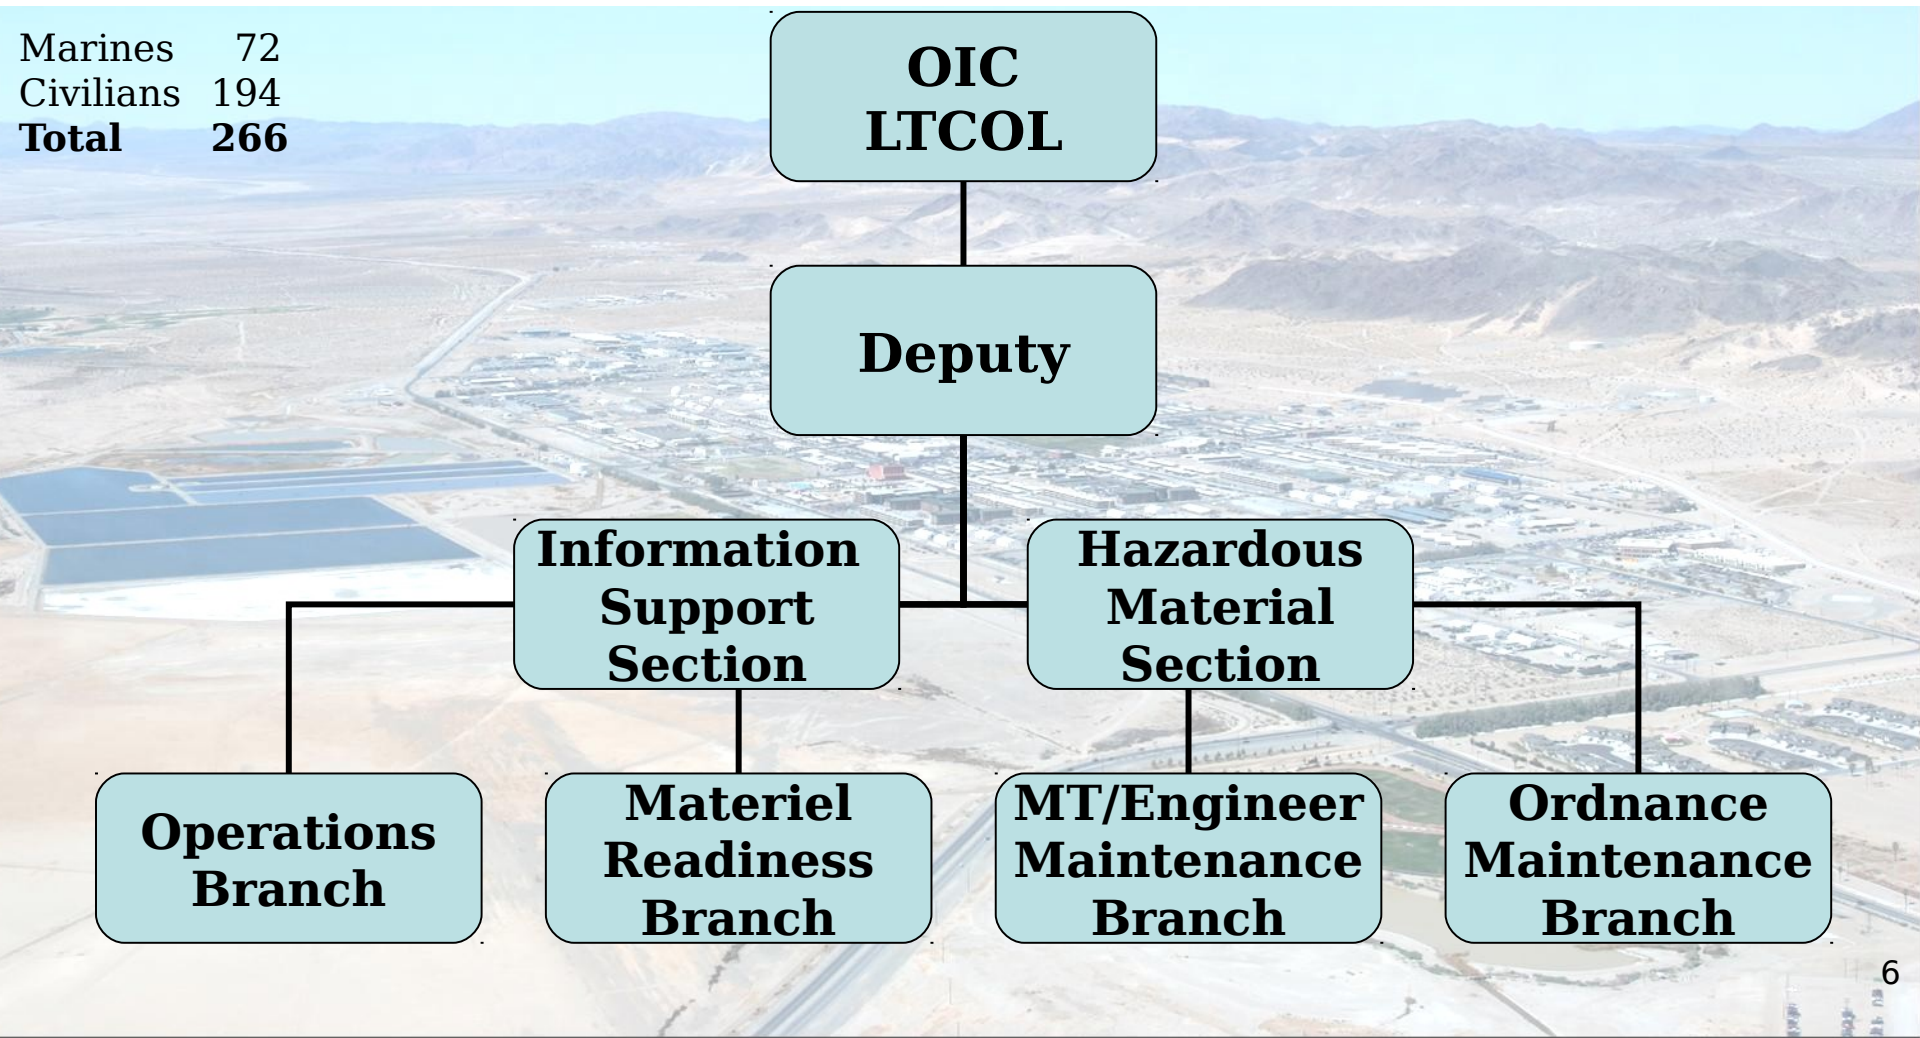 Marines 72
Civilians 194
Total 266
OIC
LTCOL
Deputy
Information
Support
Section
Hazardous
Material
Section
Operations
Branch
Materiel
Readiness
Branch
MT/Engineer
Maintenance
Branch
Ordnance
Maintenance
Branch
6